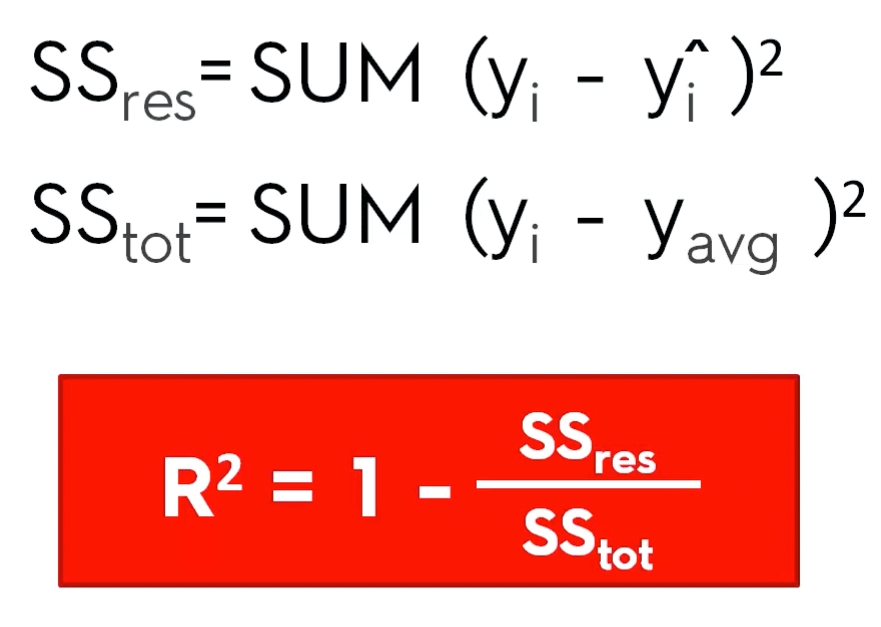 SSres = SUM (yi - yi^ )²
SStot = SUM (yi - yavg )²
R² = 1 - SSres / SStot